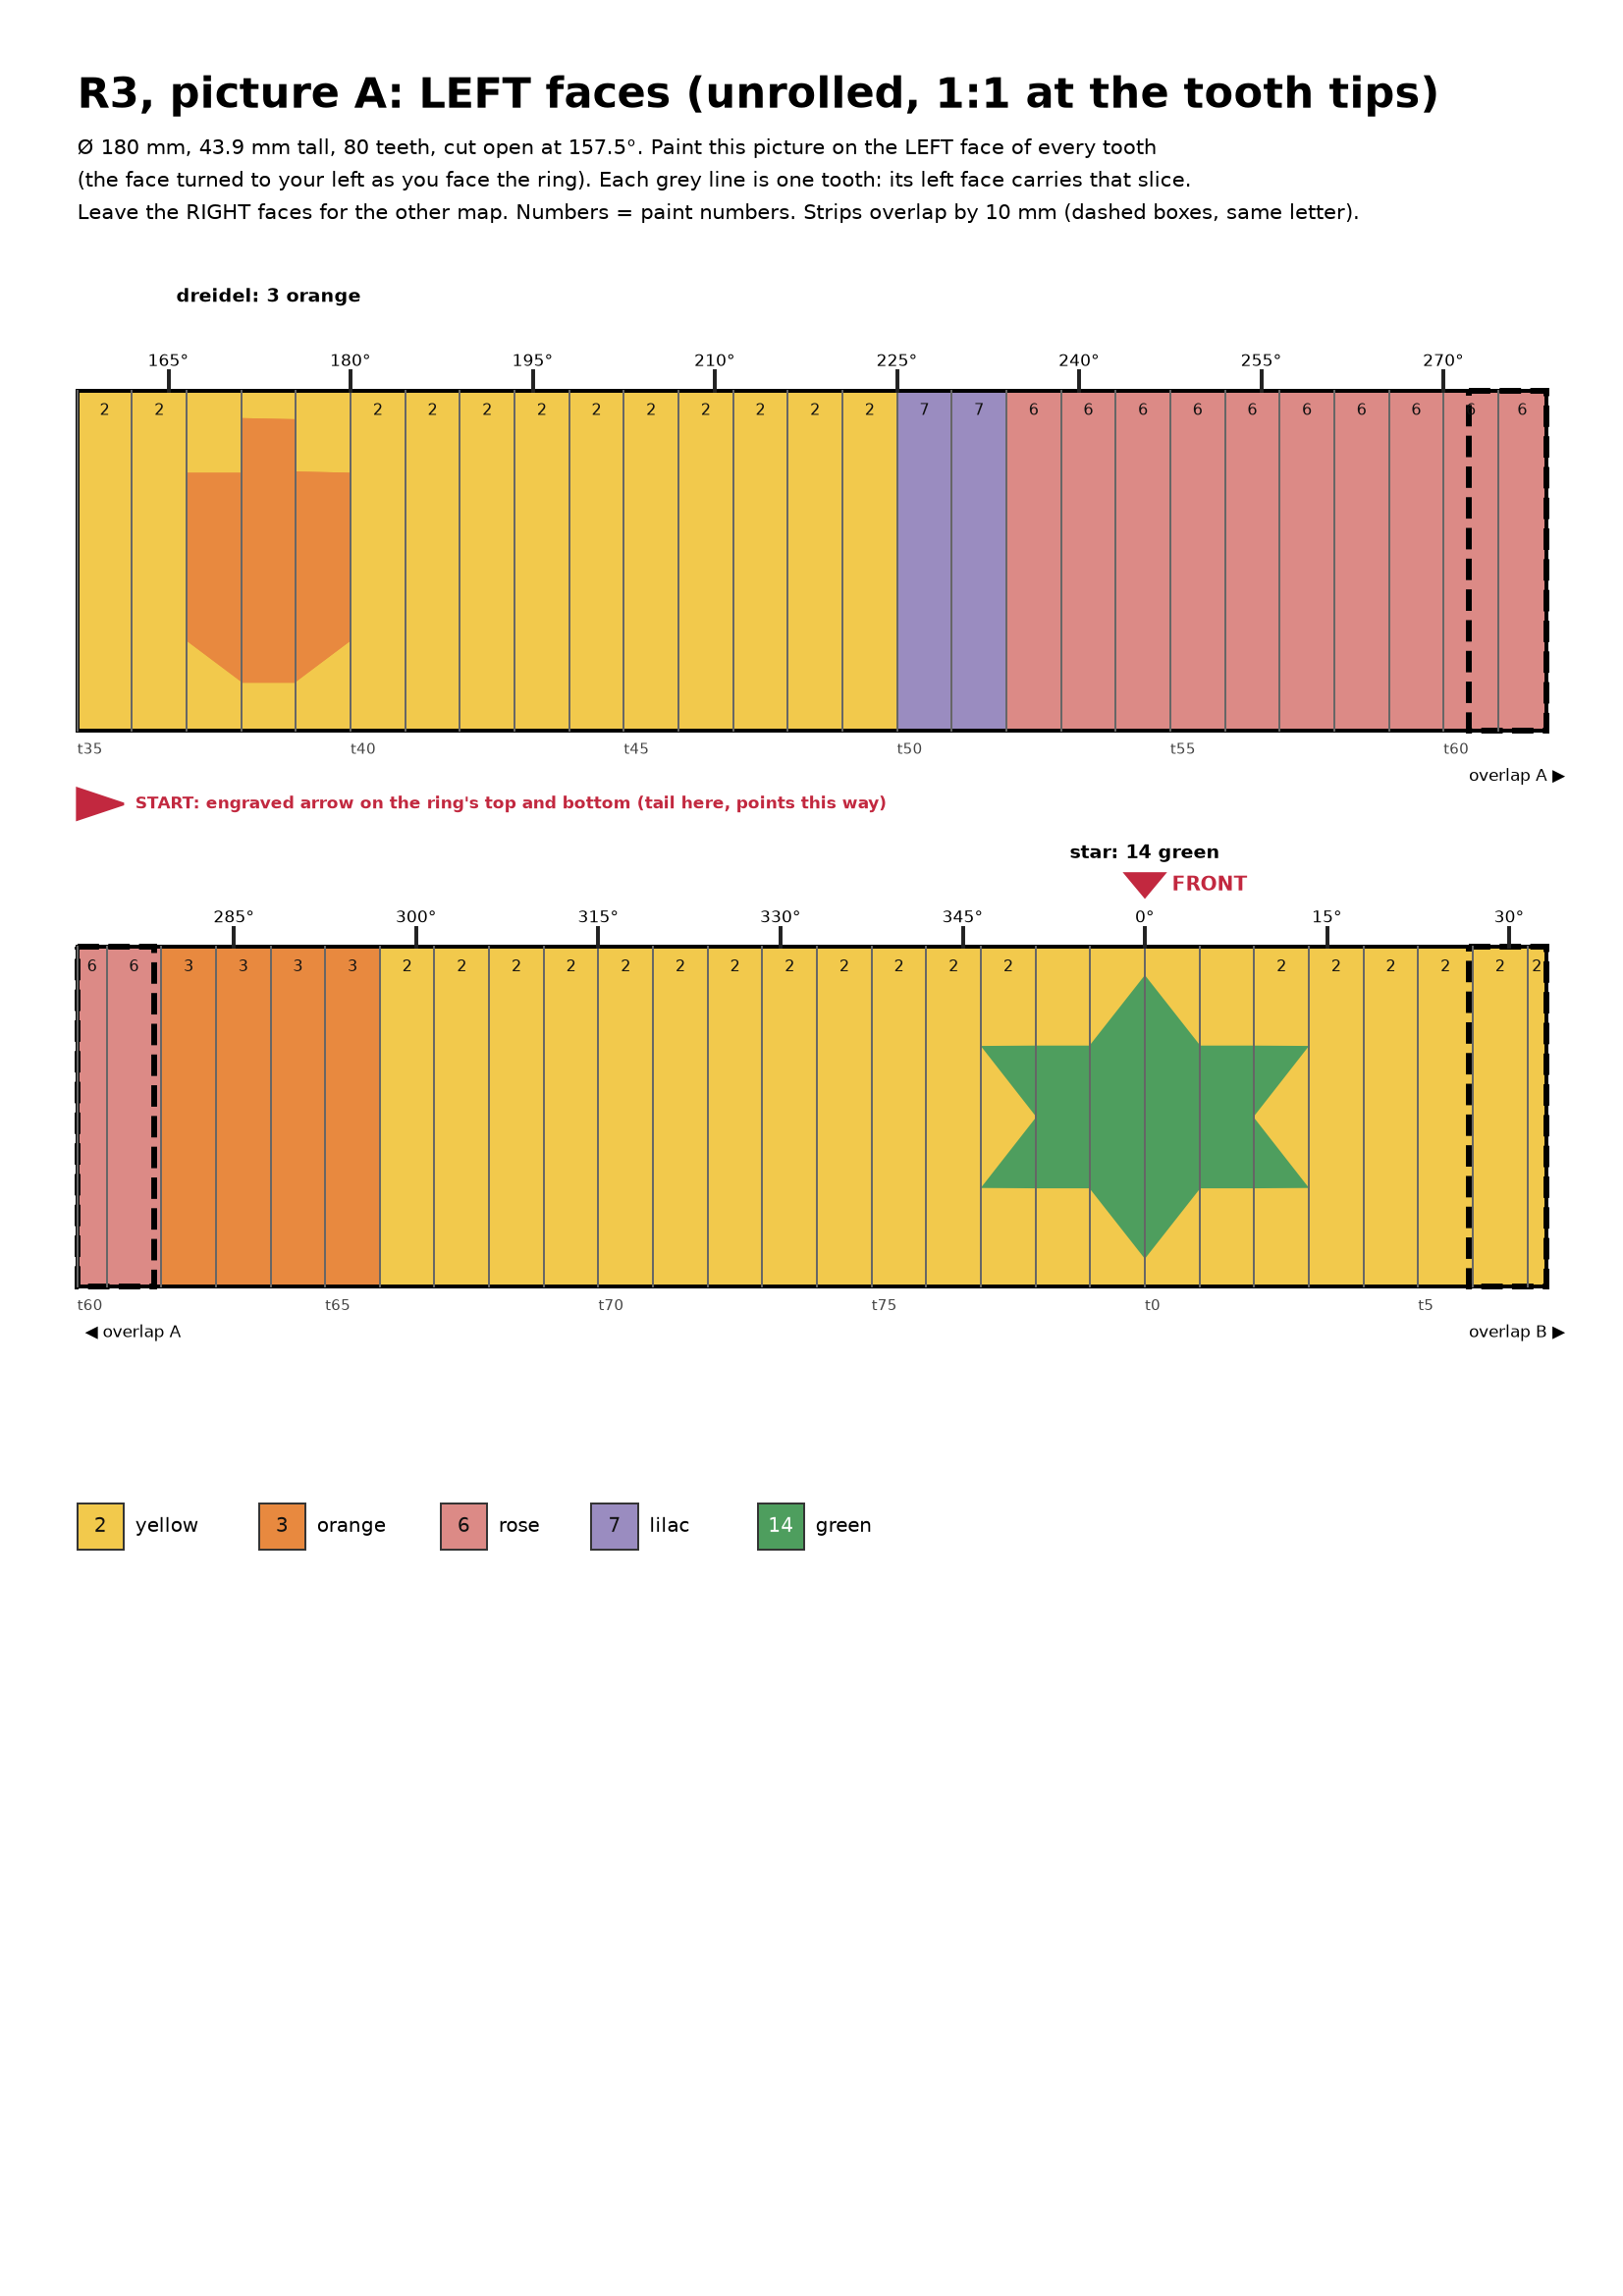 R3, picture A: LEFT faces (unrolled, 1:1 at the tooth tips)
Ø 180 mm, 43.9 mm tall, 80 teeth, cut open at 157.5°. Paint this picture on the LEFT face of every tooth
(the face turned to your left as you face the ring). Each grey line is one tooth: its left face carries that slice.
Leave the RIGHT faces for the other map. Numbers = paint numbers. Strips overlap by 10 mm (dashed boxes, same letter).
dreidel: 3 orange
165° 180° 195° 210° 225° 240° 255° 270°
2 2 2 2 2 2 2 2 2 2 2 2 7 7 6 6 6 6 6 6 6 6 6 6
t35 t40 t45 t50 t55 t60
overlap A ▶
START: engraved arrow on the ring's top and bottom (tail here, points this way)
star: 14 green
FRONT
285° 300° 315° 330° 345° 0° 15° 30°
6 6 3 3 3 3 2 2 2 2 2 2 2 2 2 2 2 2 2 2 2 2 2 2
t60 t65 t70 t75 t0 t5
◀ overlap A overlap B ▶
2 yellow 3 orange 6 rose 7 lilac 14 green